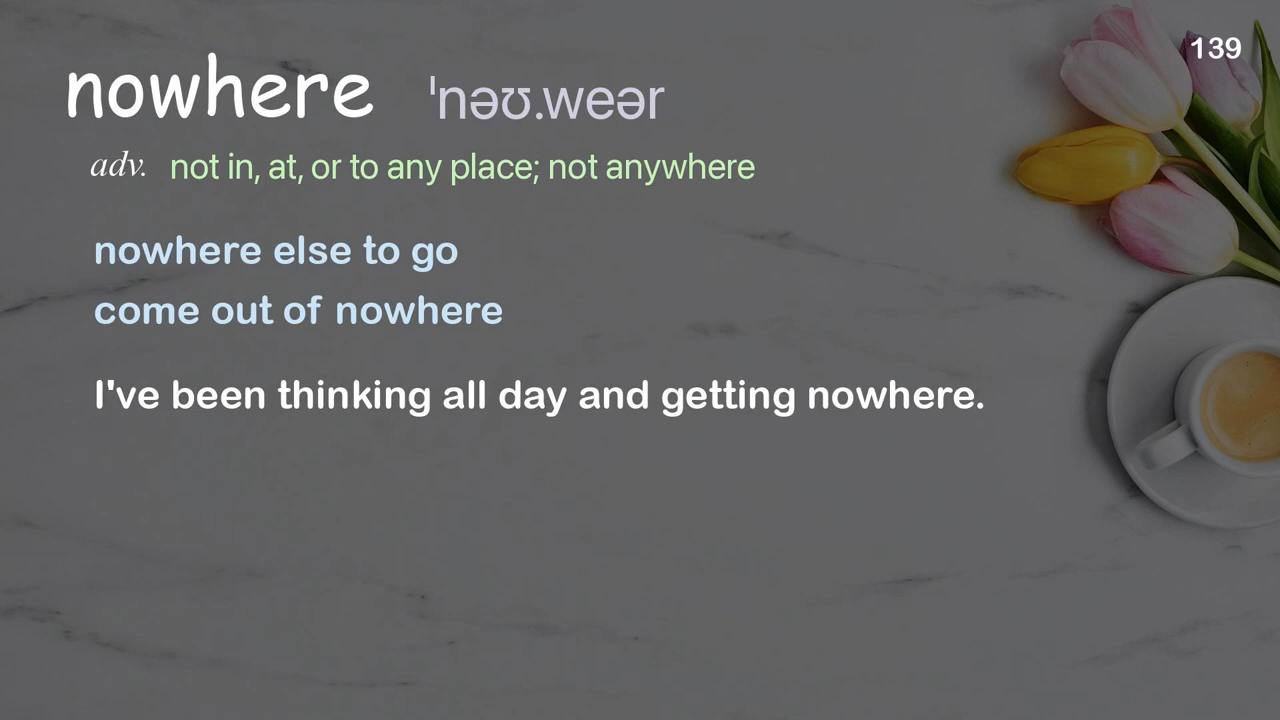 139
nowhere ˈnəʊ.weər
adv. not in, at, or to any place; not anywhere
nowhere else to go
come out of nowhere
I've been thinking all day and getting nowhere.